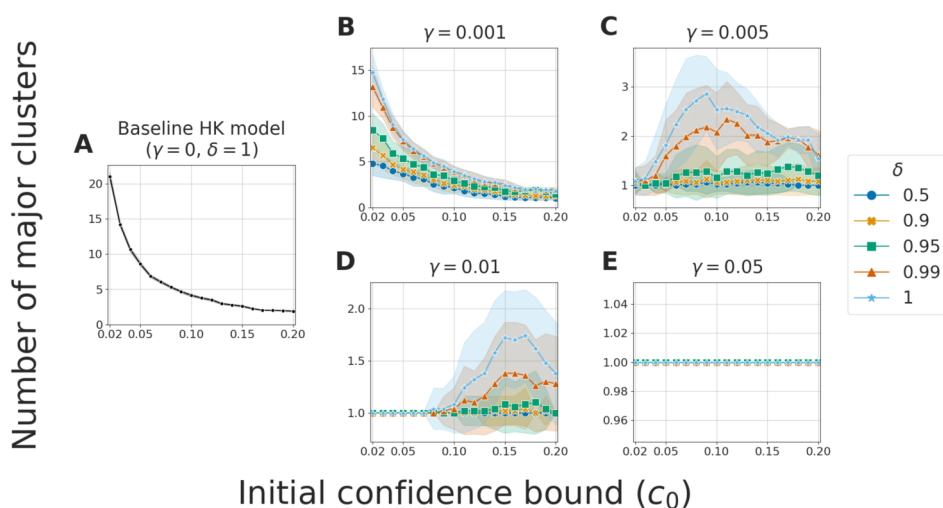 Number of major clusters
A
Baseline HK model
(γ = 0, δ = 1)
20
15
10
5
0
0.02 0.05 0.10 0.15 0.20
B
γ = 0.001
15
10
5
0
0.02 0.05 0.10 0.15 0.20
C
γ = 0.005
3
2
1
0.02 0.05 0.10 0.15 0.20
D
γ = 0.01
2.0
1.5
1.0
0.02 0.05 0.10 0.15 0.20
E
γ = 0.05
1.04
1.02
1.00
0.98
0.96
0.02 0.05 0.10 0.15 0.20
δ
0.5
0.9
0.95
0.99
1
Initial confidence bound (c₀)